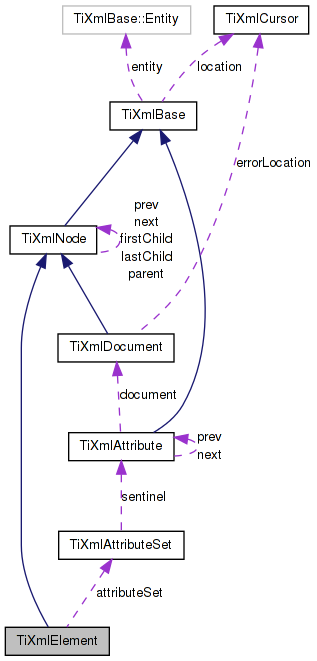 TiXmlBase::Entity
TiXmlCursor
entity
location
TiXmlBase
errorLocation
prev
next
firstChild
lastChild
parent
TiXmlNode
TiXmlDocument
document
prev
next
TiXmlAttribute
sentinel
TiXmlAttributeSet
attributeSet
TiXmlElement